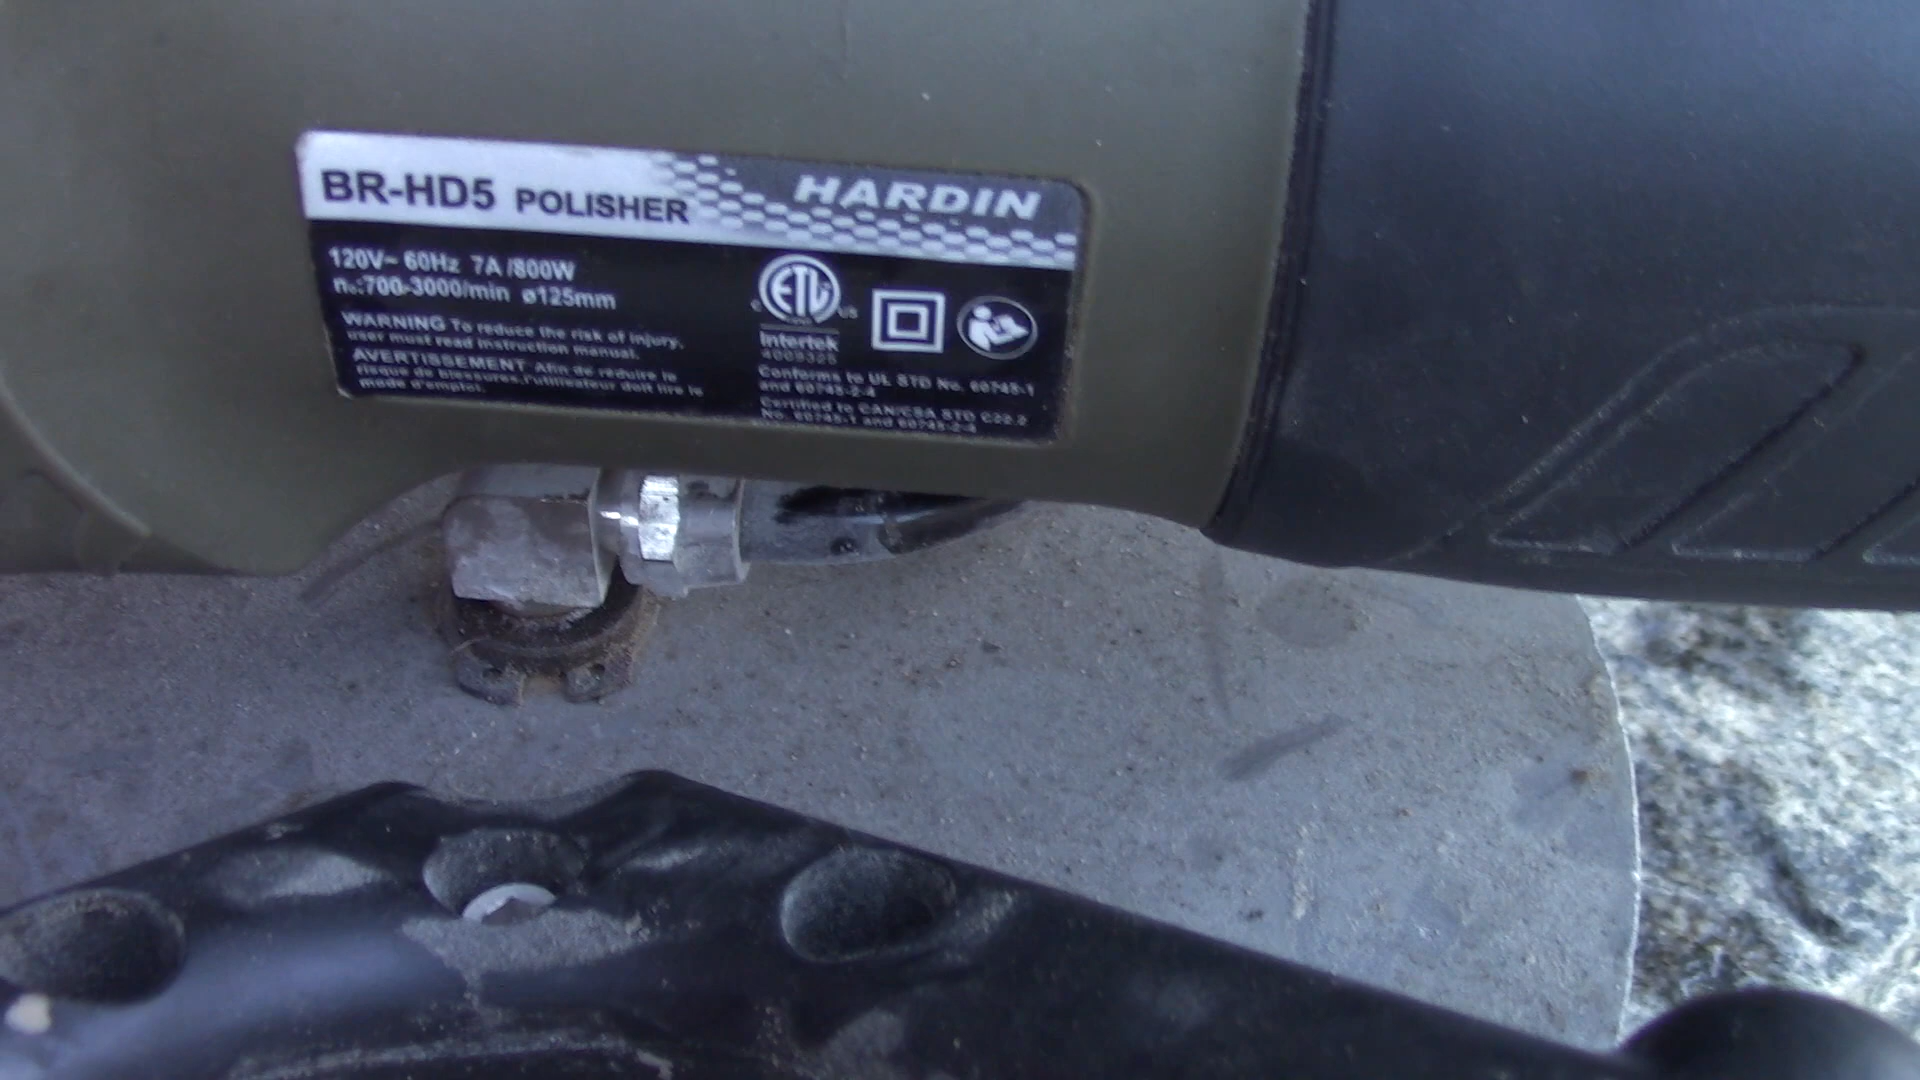 BR-HD5 POLISHER
HARDIN
120V~ 60Hz 7A /800W
n₀:700-3000/min ø125mm
WARNING To reduce the risk of injury,
user must read instruction manual.
AVERTISSEMENT Afin de réduire le
risque de blessures, l'utilisateur doit lire le
mode d'emploi.
ETL
C US
Intertek
4009325
Conforms to UL STD No. 60745-1
and 60745-2-4
Certified to CAN/CSA STD C22.2
No. 60745-1 and 60745-2-4